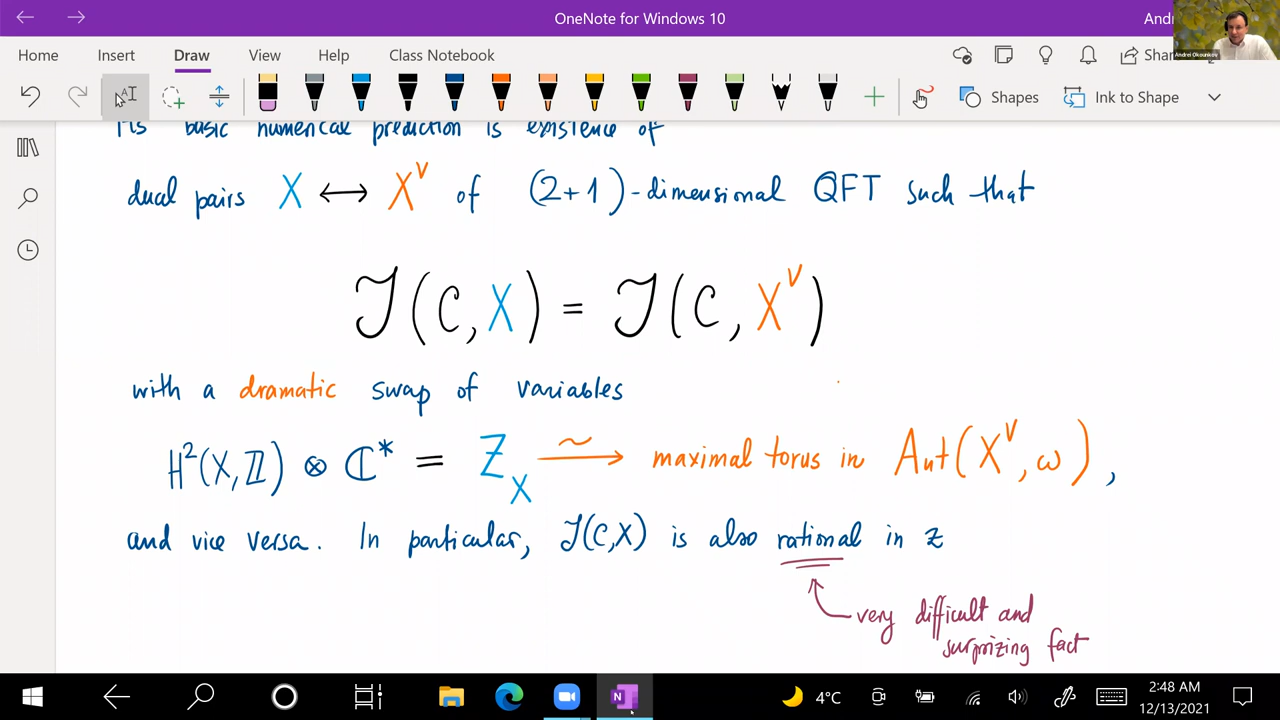 OneNote for Windows 10
Andrei Okounkov
Home Insert Draw View Help Class Notebook
Shapes Ink to Shape
Its basic numerical prediction is existence of
dual pairs X ⟷ X^∨ of (2+1)-dimensional QFT such that
ℐ(C, X) = ℐ(C, X^∨)
with a dramatic swap of variables
H²(X, ℤ) ⊗ ℂ* = Z_X ⥲ maximal torus in Aut(X^∨, ω),
and vice versa. In particular, ℐ(C,X) is also rational in z
very difficult and
surprizing fact
4°C
2:48 AM
12/13/2021